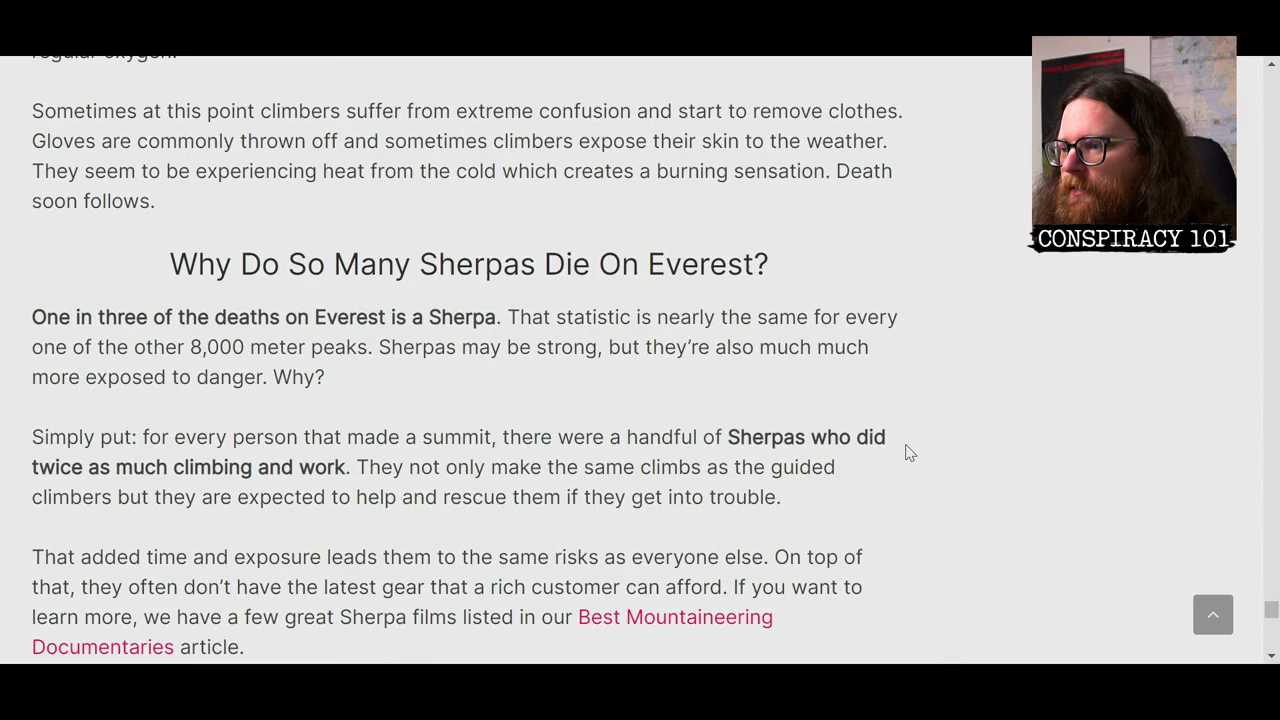 regular oxygen.
Sometimes at this point climbers suffer from extreme confusion and start to remove clothes.
Gloves are commonly thrown off and sometimes climbers expose their skin to the weather.
They seem to be experiencing heat from the cold which creates a burning sensation. Death
soon follows.
Why Do So Many Sherpas Die On Everest?
One in three of the deaths on Everest is a Sherpa. That statistic is nearly the same for every
one of the other 8,000 meter peaks. Sherpas may be strong, but they're also much much
more exposed to danger. Why?
Simply put: for every person that made a summit, there were a handful of Sherpas who did
twice as much climbing and work. They not only make the same climbs as the guided
climbers but they are expected to help and rescue them if they get into trouble.
That added time and exposure leads them to the same risks as everyone else. On top of
that, they often don't have the latest gear that a rich customer can afford. If you want to
learn more, we have a few great Sherpa films listed in our Best Mountaineering
Documentaries article.
CONSPIRACY 101